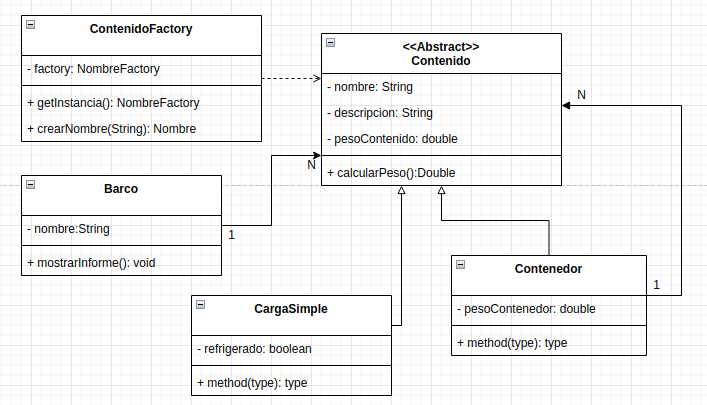 ContenidoFactory
- factory: NombreFactory
+ getInstancia(): NombreFactory
+ crearNombre(String): Nombre
<<Abstract>>
Contenido
- nombre: String
- descripcion: String
- pesoContenido: double
+ calcularPeso():Double
N
N
Barco
- nombre:String
+ mostrarInforme(): void
1
Contenedor
- pesoContenedor: double
+ method(type): type
1
CargaSimple
- refrigerado: boolean
+ method(type): type